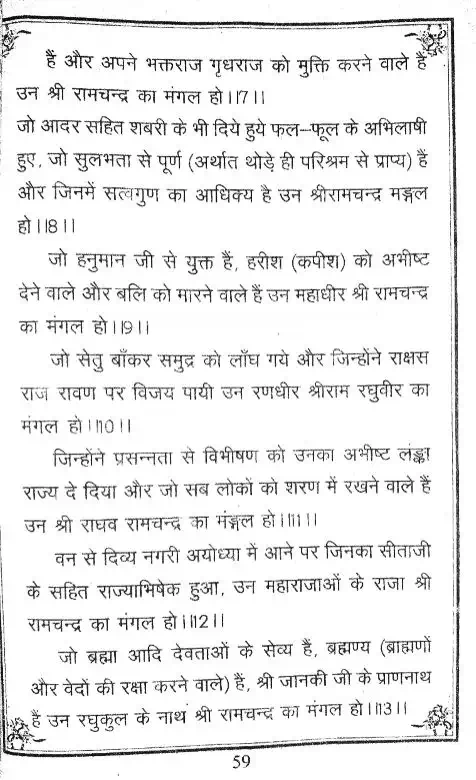 हैं और अपने भक्तराज गृधराज को मुक्ति करने वाले हैं
उन श्री रामचन्द्र का मंगल हो।।7।।
जो आदर सहित शबरी के भी दिये हुये फल–फूल के अभिलाषी
हुए, जो सुलभता से पूर्ण (अर्थात थोड़े ही परिश्रम से प्राप्य) हैं
और जिनमें सत्वगुण का आधिक्य है उन श्रीरामचन्द्र मङ्गल
हो।।8।।
जो हनुमान जी से युक्त हैं, हरीश (कपीश) को अभीष्ट
देने वाले और बलि को मारने वाले हैं उन महाधीर श्री रामचन्द्र
का मंगल हो।।9।।
जो सेतु बाँकर समुद्र को लाँघ गये और जिन्होंने राक्षस
राज रावण पर विजय पायी उन रणधीर श्रीराम रघुवीर का
मंगल हो।।10।।
जिन्होंने प्रसन्नता से विभीषण को उनका अभीष्ट लंङ्का
राज्य दे दिया और जो सब लोकों को शरण में रखने वाले हैं
उन श्री राघव रामचन्द्र का मंङ्गल हो।।11।।
वन से दिव्य नगरी अयोध्या में आने पर जिनका सीताजी
के सहित राज्याभिषेक हुआ, उन महाराजाओं के राजा श्री
रामचन्द्र का मंगल हो।।12।।
जो ब्रह्मा आदि देवताओं के सेव्य हैं, ब्रह्मण्य (ब्राह्मणों
और वेदों की रक्षा करने वाले) हैं, श्री जानकी जी के प्राणनाथ
हैं उन रघुकुल के नाथ श्री रामचन्द्र का मंगल हो।।13।।
59